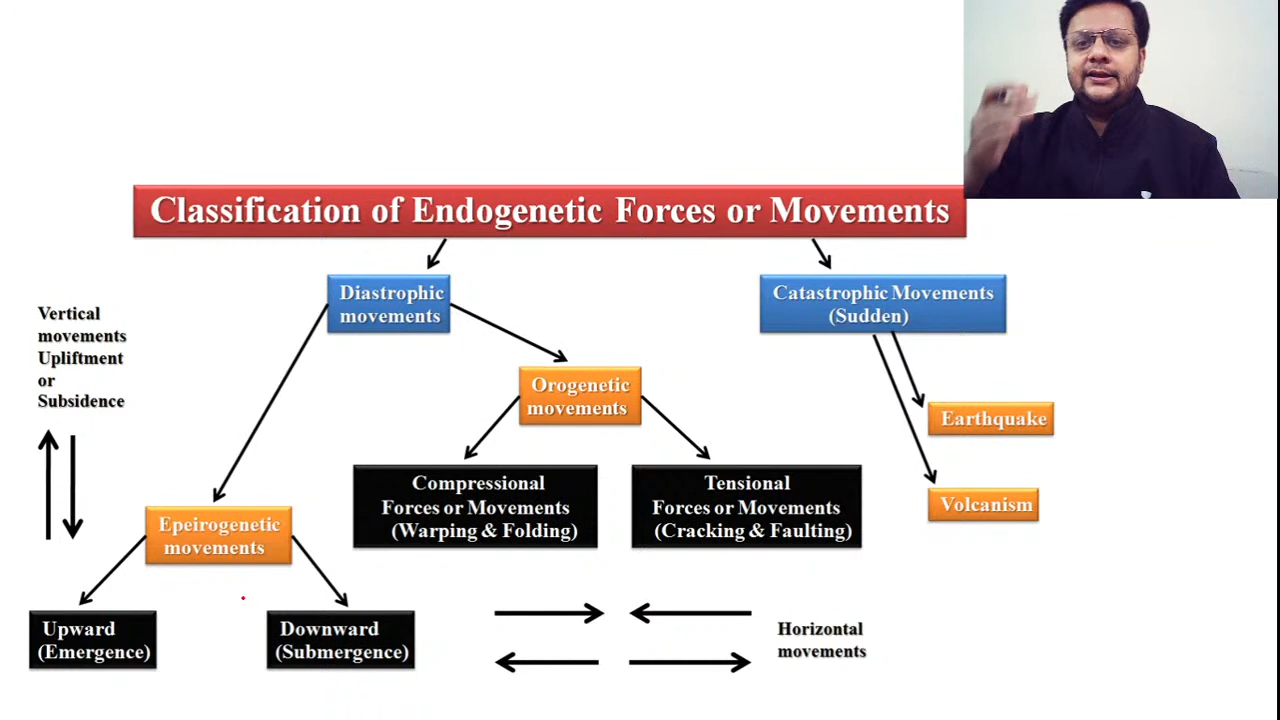 Classification of Endogenetic Forces or Movements
Diastrophic
movements
Catastrophic Movements
(Sudden)
Vertical
movements
Upliftment
or
Subsidence
Orogenetic
movements
Earthquake
Compressional
Forces or Movements
(Warping & Folding)
Tensional
Forces or Movements
(Cracking & Faulting)
Volcanism
Epeirogenetic
movements
Upward
(Emergence)
Downward
(Submergence)
Horizontal
movements